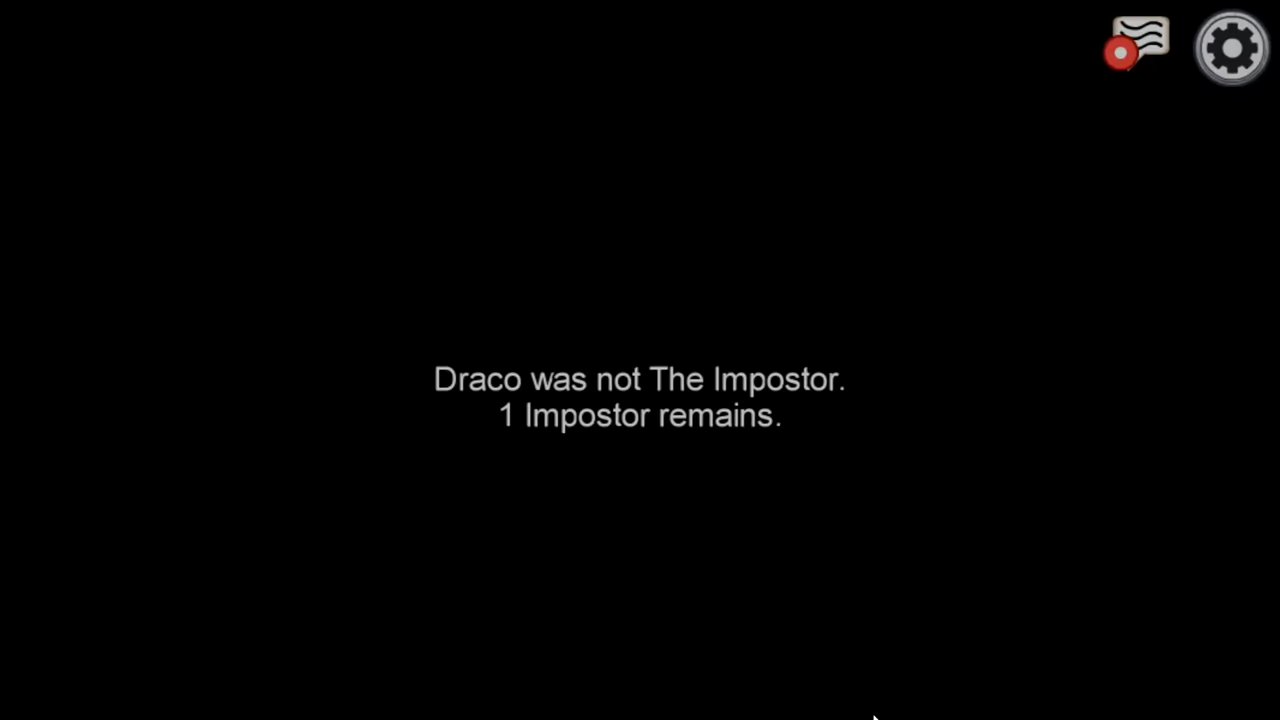 Draco was not The Impostor.
1 Impostor remains.